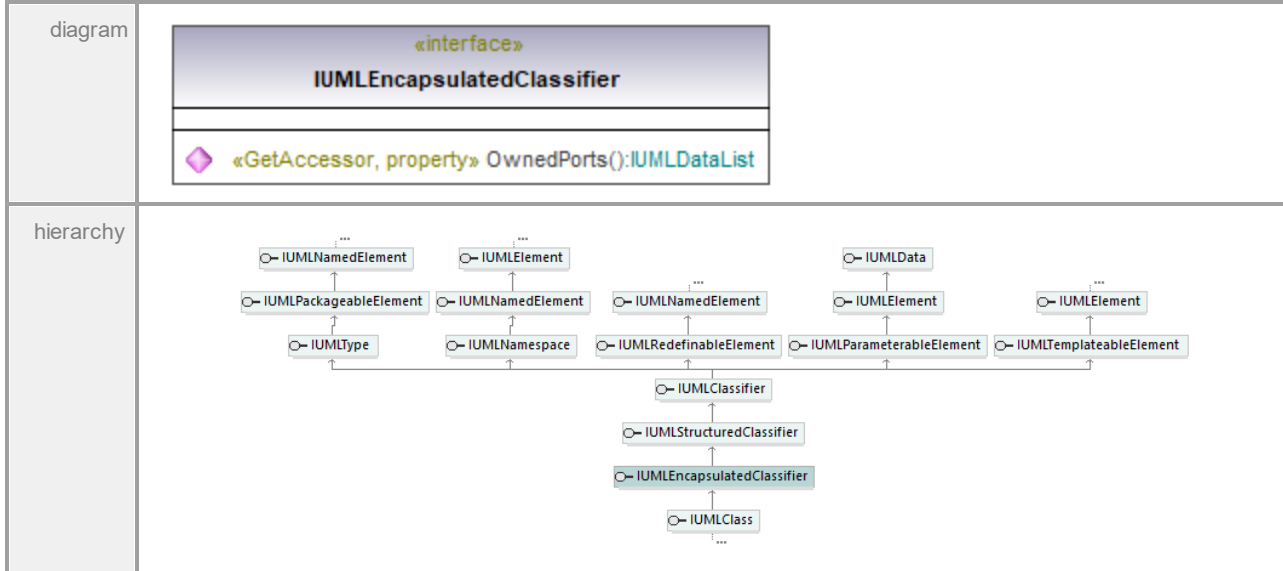 diagram
«interface»
IUMLEncapsulatedClassifier
«GetAccessor, property» OwnedPorts():IUMLDataList
hierarchy
... ...
IUMLNamedElement IUMLElement IUMLData
... ...
IUMLPackageableElement IUMLNamedElement IUMLNamedElement IUMLElement IUMLElement
IUMLType IUMLNamespace IUMLRedefinableElement IUMLParameterableElement IUMLTemplateableElement
IUMLClassifier
IUMLStructuredClassifier
IUMLEncapsulatedClassifier
IUMLClass
...